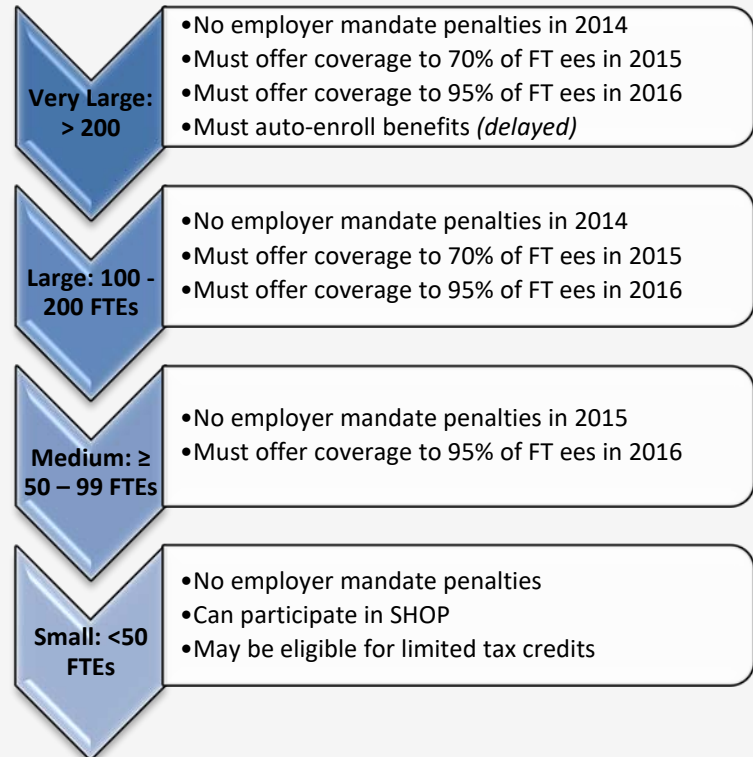 Very Large:
> 200
•No employer mandate penalties in 2014
•Must offer coverage to 70% of FT ees in 2015
•Must offer coverage to 95% of FT ees in 2016
•Must auto-enroll benefits (delayed)
Large: 100 -
200 FTEs
•No employer mandate penalties in 2014
•Must offer coverage to 70% of FT ees in 2015
•Must offer coverage to 95% of FT ees in 2016
Medium: ≥
50 – 99 FTEs
•No employer mandate penalties in 2015
•Must offer coverage to 95% of FT ees in 2016
Small: <50
FTEs
•No employer mandate penalties
•Can participate in SHOP
•May be eligible for limited tax credits